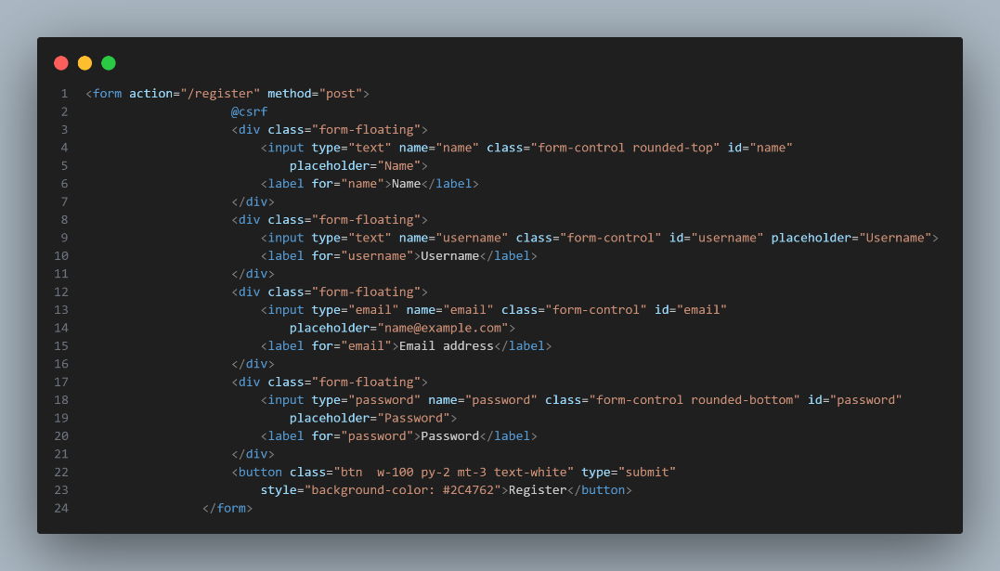 1 <form action="/register" method="post">
2 @csrf
3 <div class="form-floating">
4 <input type="text" name="name" class="form-control rounded-top" id="name"
5 placeholder="Name">
6 <label for="name">Name</label>
7 </div>
8 <div class="form-floating">
9 <input type="text" name="username" class="form-control" id="username" placeholder="Username">
10 <label for="username">Username</label>
11 </div>
12 <div class="form-floating">
13 <input type="email" name="email" class="form-control" id="email"
14 placeholder="name@example.com">
15 <label for="email">Email address</label>
16 </div>
17 <div class="form-floating">
18 <input type="password" name="password" class="form-control rounded-bottom" id="password"
19 placeholder="Password">
20 <label for="password">Password</label>
21 </div>
22 <button class="btn  w-100 py-2 mt-3 text-white" type="submit"
23 style="background-color: #2C4762">Register</button>
24 </form>